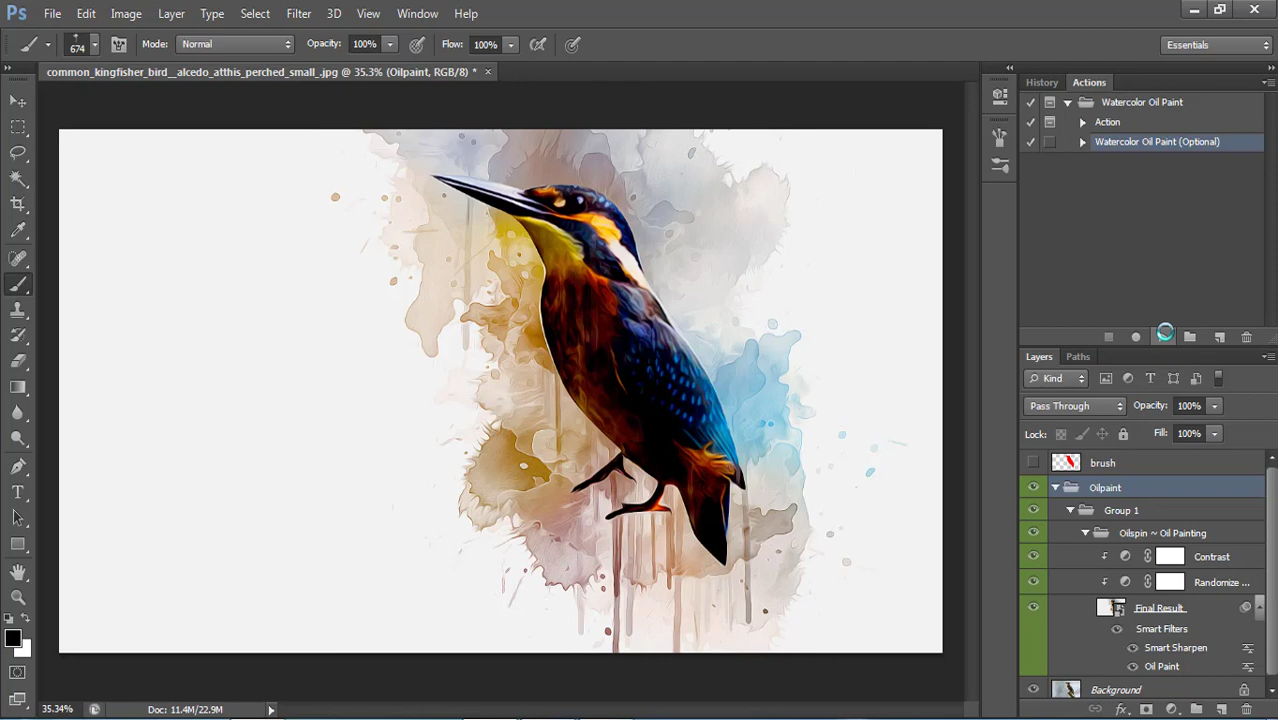 Ps File Edit Image Layer Type Select Filter 3D View Window Help
674 Mode: Normal Opacity: 100% Flow: 100% Essentials
common_kingfisher_bird__alcedo_atthis_perched_small_.jpg @ 35.3% (Oilpaint, RGB/8) * ×
History Actions
Watercolor Oil Paint
Action
Watercolor Oil Paint (Optional)
Layers Paths
Kind
Pass Through Opacity: 100%
Lock: Fill: 100%
brush
Oilpaint
Group 1
Oilspin ~ Oil Painting
Contrast
Randomize ...
Final Result
Smart Filters
Smart Sharpen
Oil Paint
Background
35.34% Doc: 11.4M/22.9M